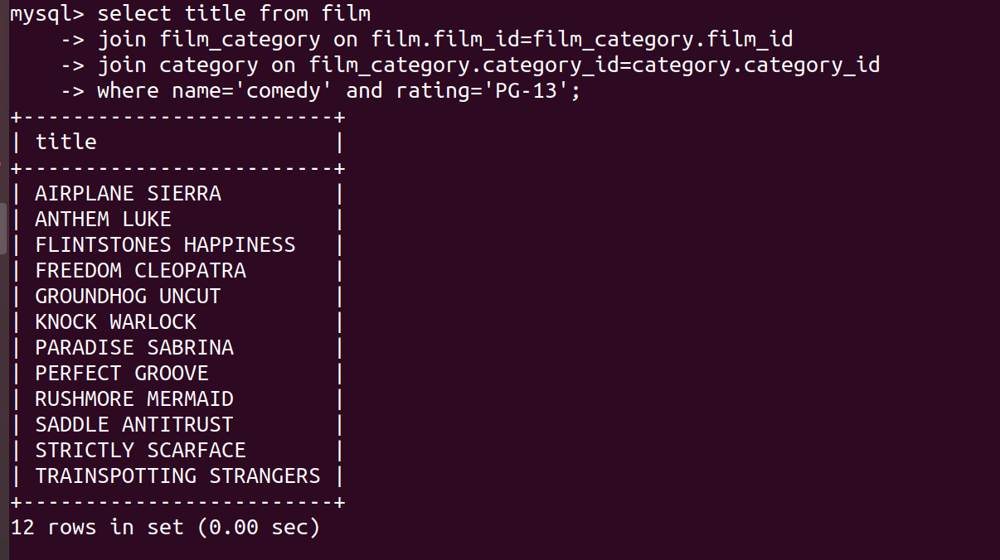 mysql> select title from film
    -> join film_category on film.film_id=film_category.film_id
    -> join category on film_category.category_id=category.category_id
    -> where name='comedy' and rating='PG-13';
+-------------------------+
| title                   |
+-------------------------+
| AIRPLANE SIERRA         |
| ANTHEM LUKE             |
| FLINTSTONES HAPPINESS   |
| FREEDOM CLEOPATRA       |
| GROUNDHOG UNCUT         |
| KNOCK WARLOCK           |
| PARADISE SABRINA        |
| PERFECT GROOVE          |
| RUSHMORE MERMAID        |
| SADDLE ANTITRUST        |
| STRICTLY SCARFACE       |
| TRAINSPOTTING STRANGERS |
+-------------------------+
12 rows in set (0.00 sec)